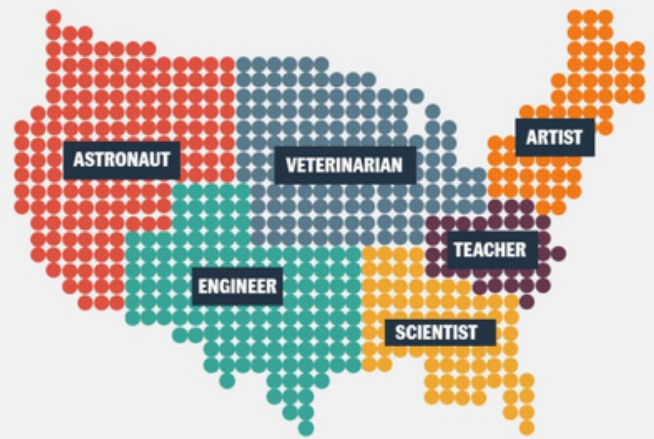 ARTIST
ASTRONAUT
VETERINARIAN
TEACHER
ENGINEER
SCIENTIST